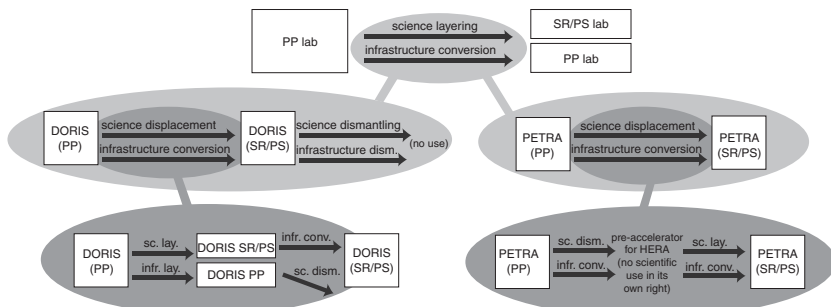 PP lab
science layering
infrastructure conversion
SR/PS lab
PP lab
DORIS
(PP)
science displacement
infrastructure conversion
DORIS
(SR/PS)
science dismantling
infrastructure dism.
(no use)
PETRA
(PP)
science displacement
infrastructure conversion
PETRA
(SR/PS)
DORIS
(PP)
sc. lay.
infr. lay.
DORIS SR/PS
DORIS PP
infr. conv.
sc. dism.
DORIS
(SR/PS)
PETRA
(PP)
sc. dism.
infr. conv.
pre-accelerator
for HERA
(no scientific
use in its
own right)
sc. lay.
infr. conv.
PETRA
(SR/PS)